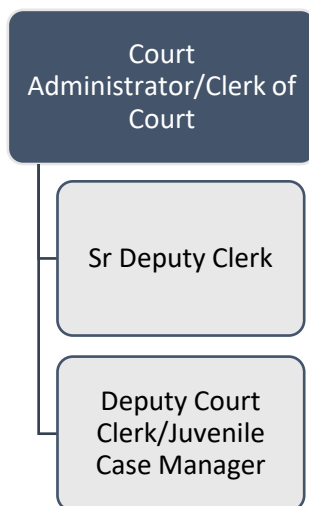 Court
Administrator/Clerk of
Court
Sr Deputy Clerk
Deputy Court
Clerk/Juvenile
Case Manager